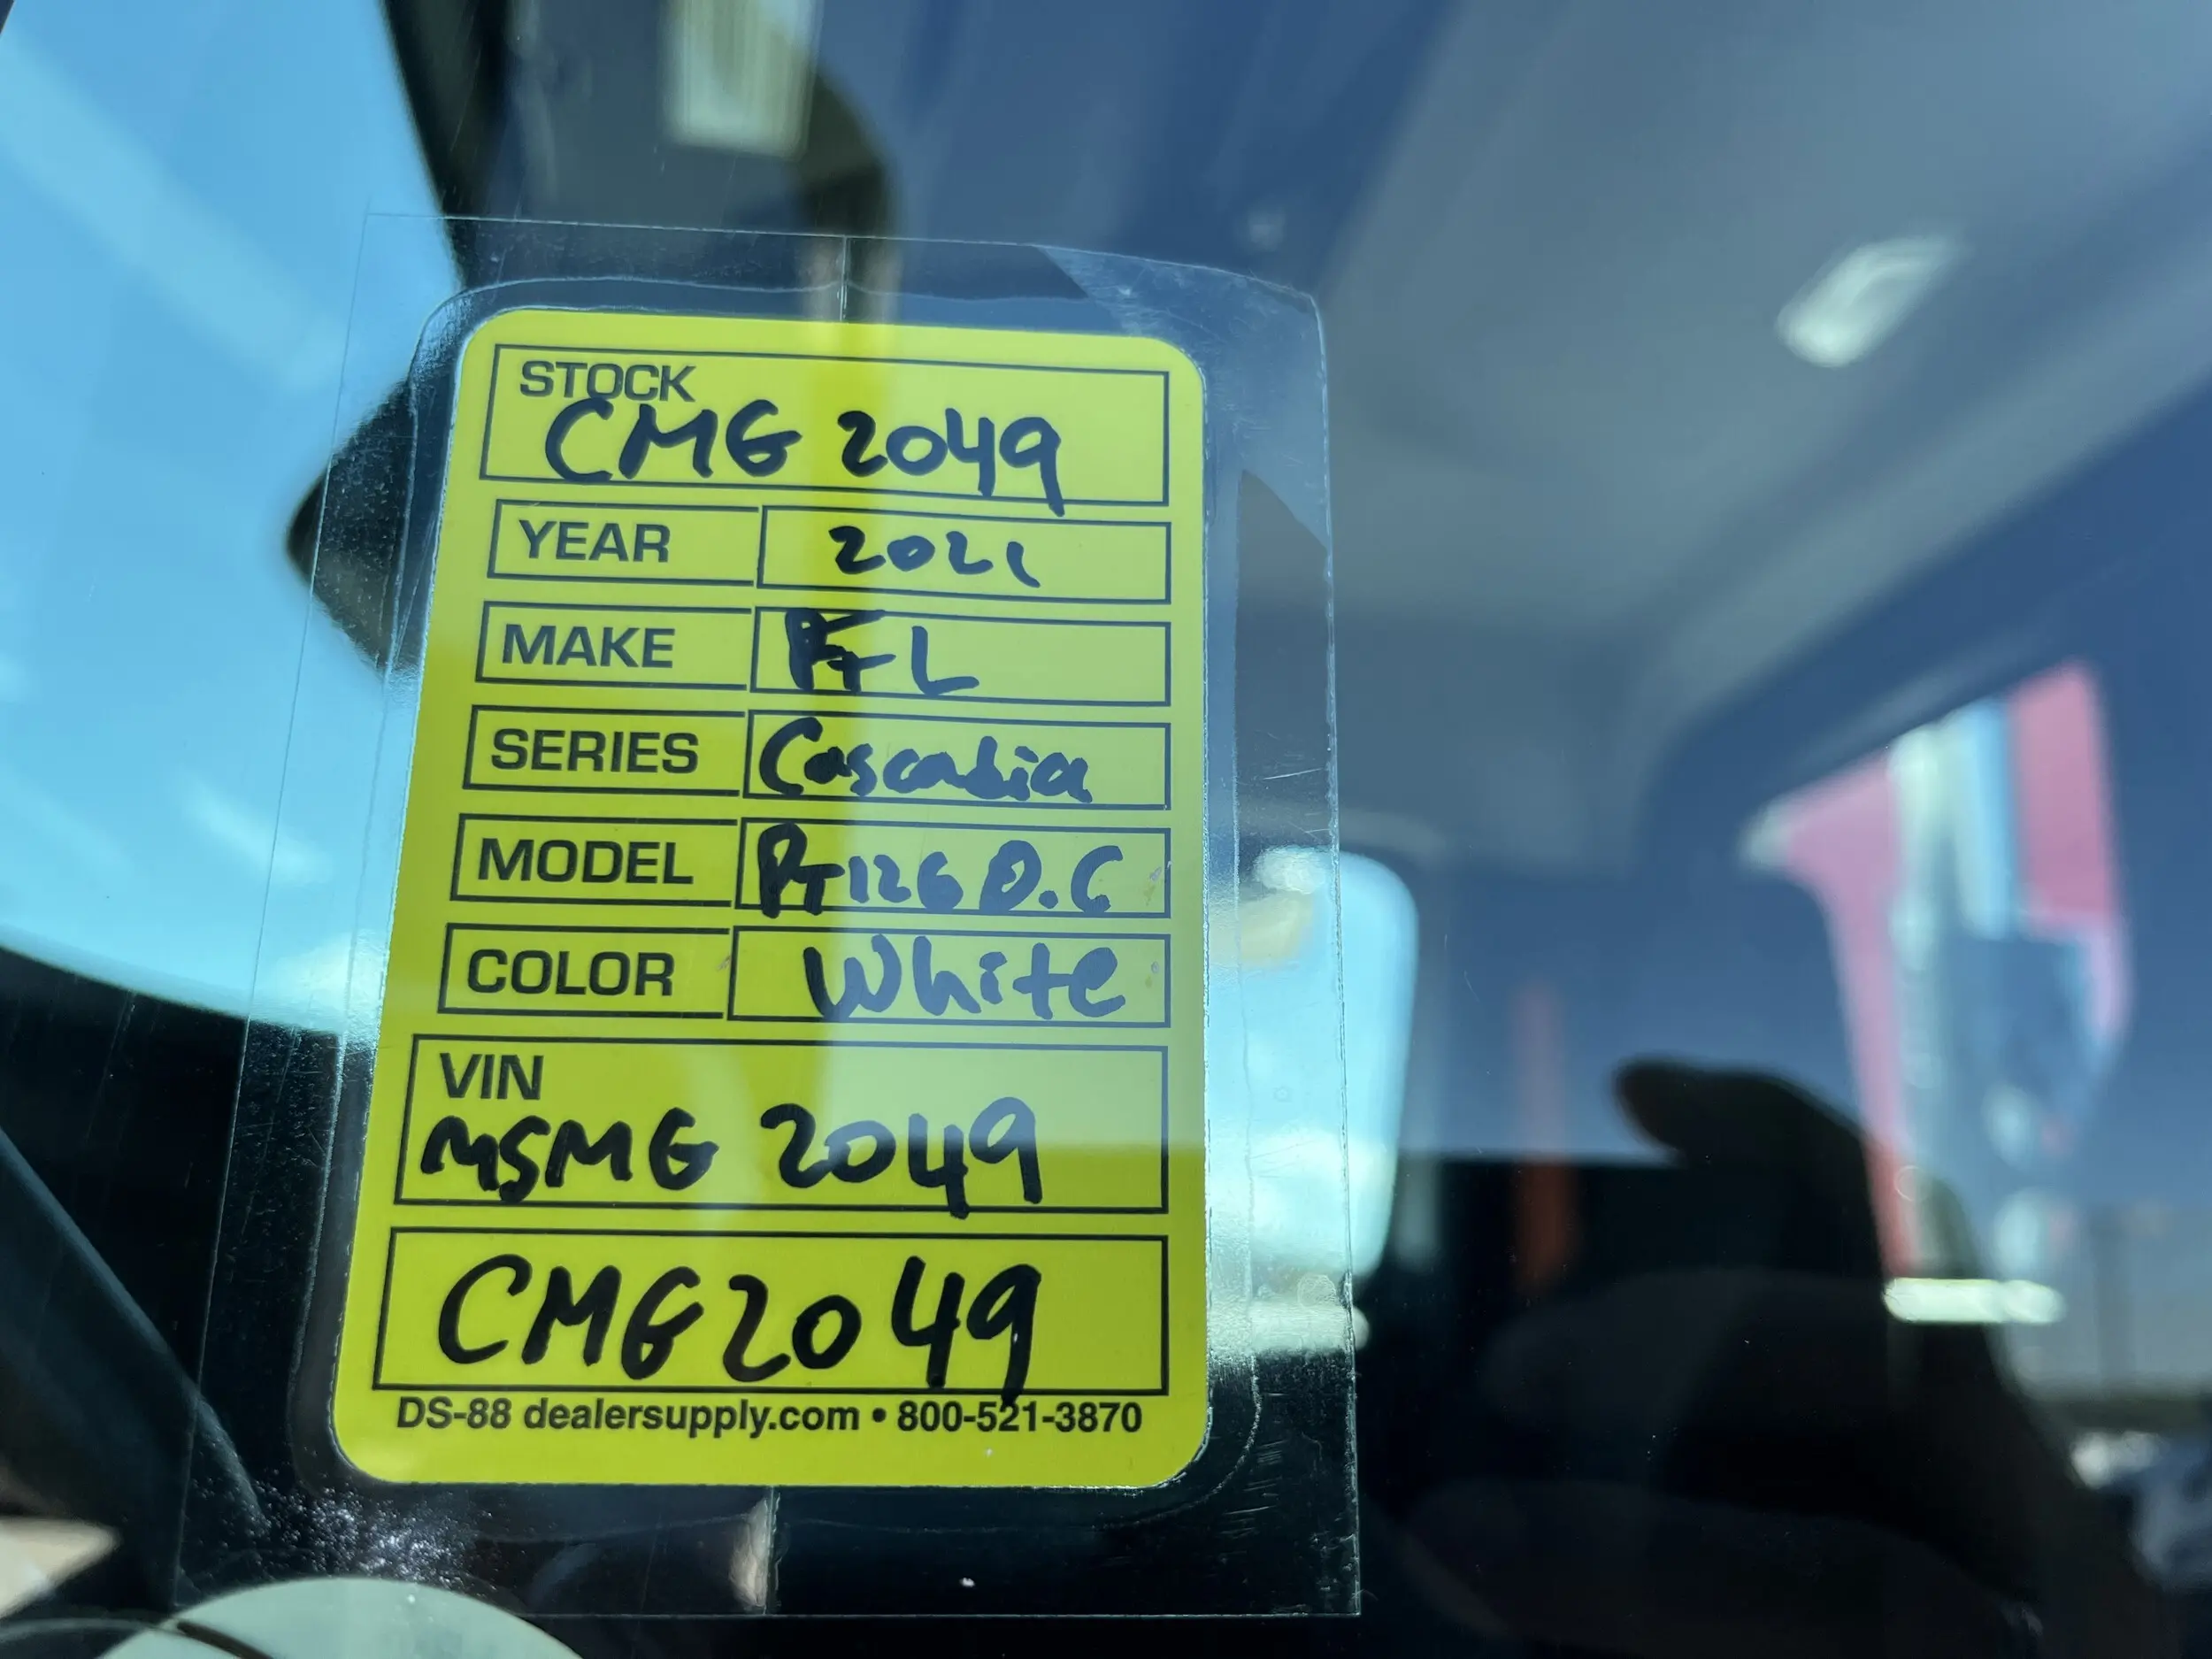 STOCK
CMG 2049
YEAR 2021
MAKE FTL
SERIES Cascadia
MODEL PT126 D.C
COLOR White
VIN
MSMG 2049
CMG2049
DS-88 dealersupply.com • 800-521-3870